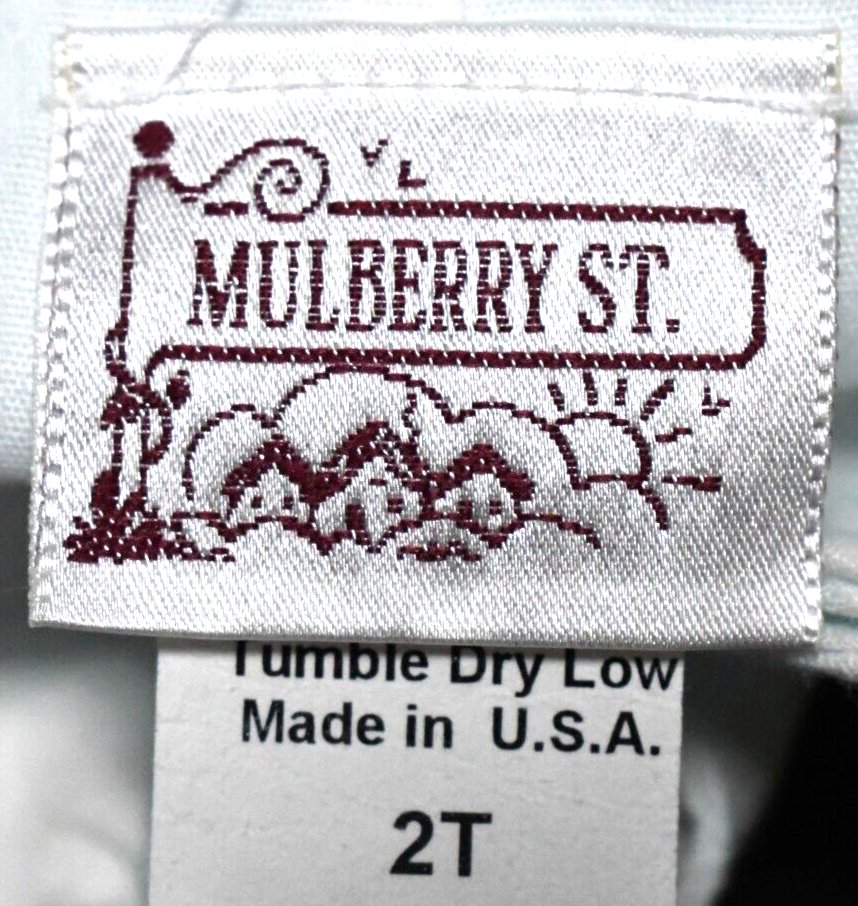 MULBERRY ST.
Tumble Dry Low
Made in U.S.A.
2T